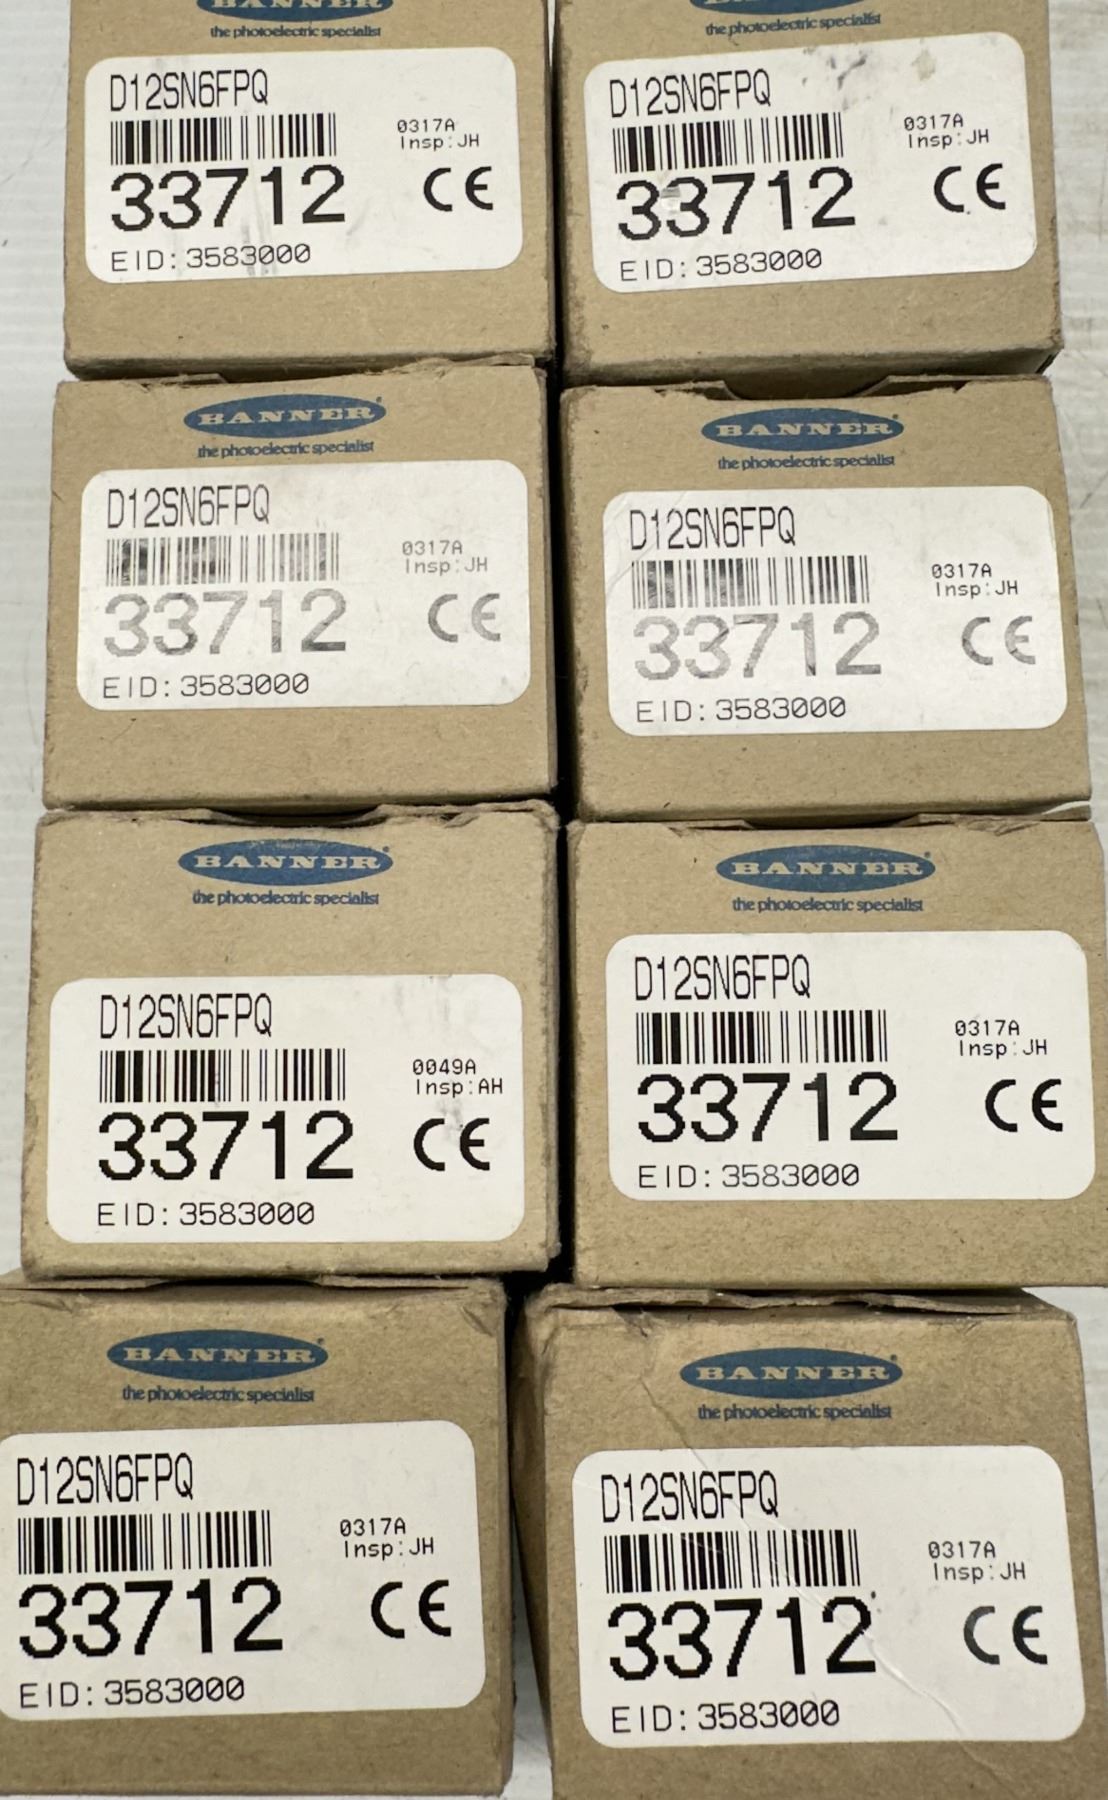 BANNER
the photoelectric specialist
D12SN6FPQ
0317A
Insp:JH
33712
CE
EID:3583000
BANNER
the photoelectric specialist
D12SN6FPQ
0317A
Insp:JH
33712
CE
EID:3583000
BANNER
the photoelectric specialist
D12SN6FPQ
0317A
Insp:JH
33712
CE
EID:3583000
BANNER
the photoelectric specialist
D12SN6FPQ
0317A
Insp:JH
33712
CE
EID:3583000
BANNER
the photoelectric specialist
D12SN6FPQ
0049A
Insp:AH
33712
CE
EID:3583000
BANNER
the photoelectric specialist
D12SN6FPQ
0317A
Insp:JH
33712
CE
EID:3583000
BANNER
the photoelectric specialist
D12SN6FPQ
0317A
Insp:JH
33712
CE
EID:3583000
BANNER
the photoelectric specialist
D12SN6FPQ
0317A
Insp:JH
33712
CE
EID:3583000